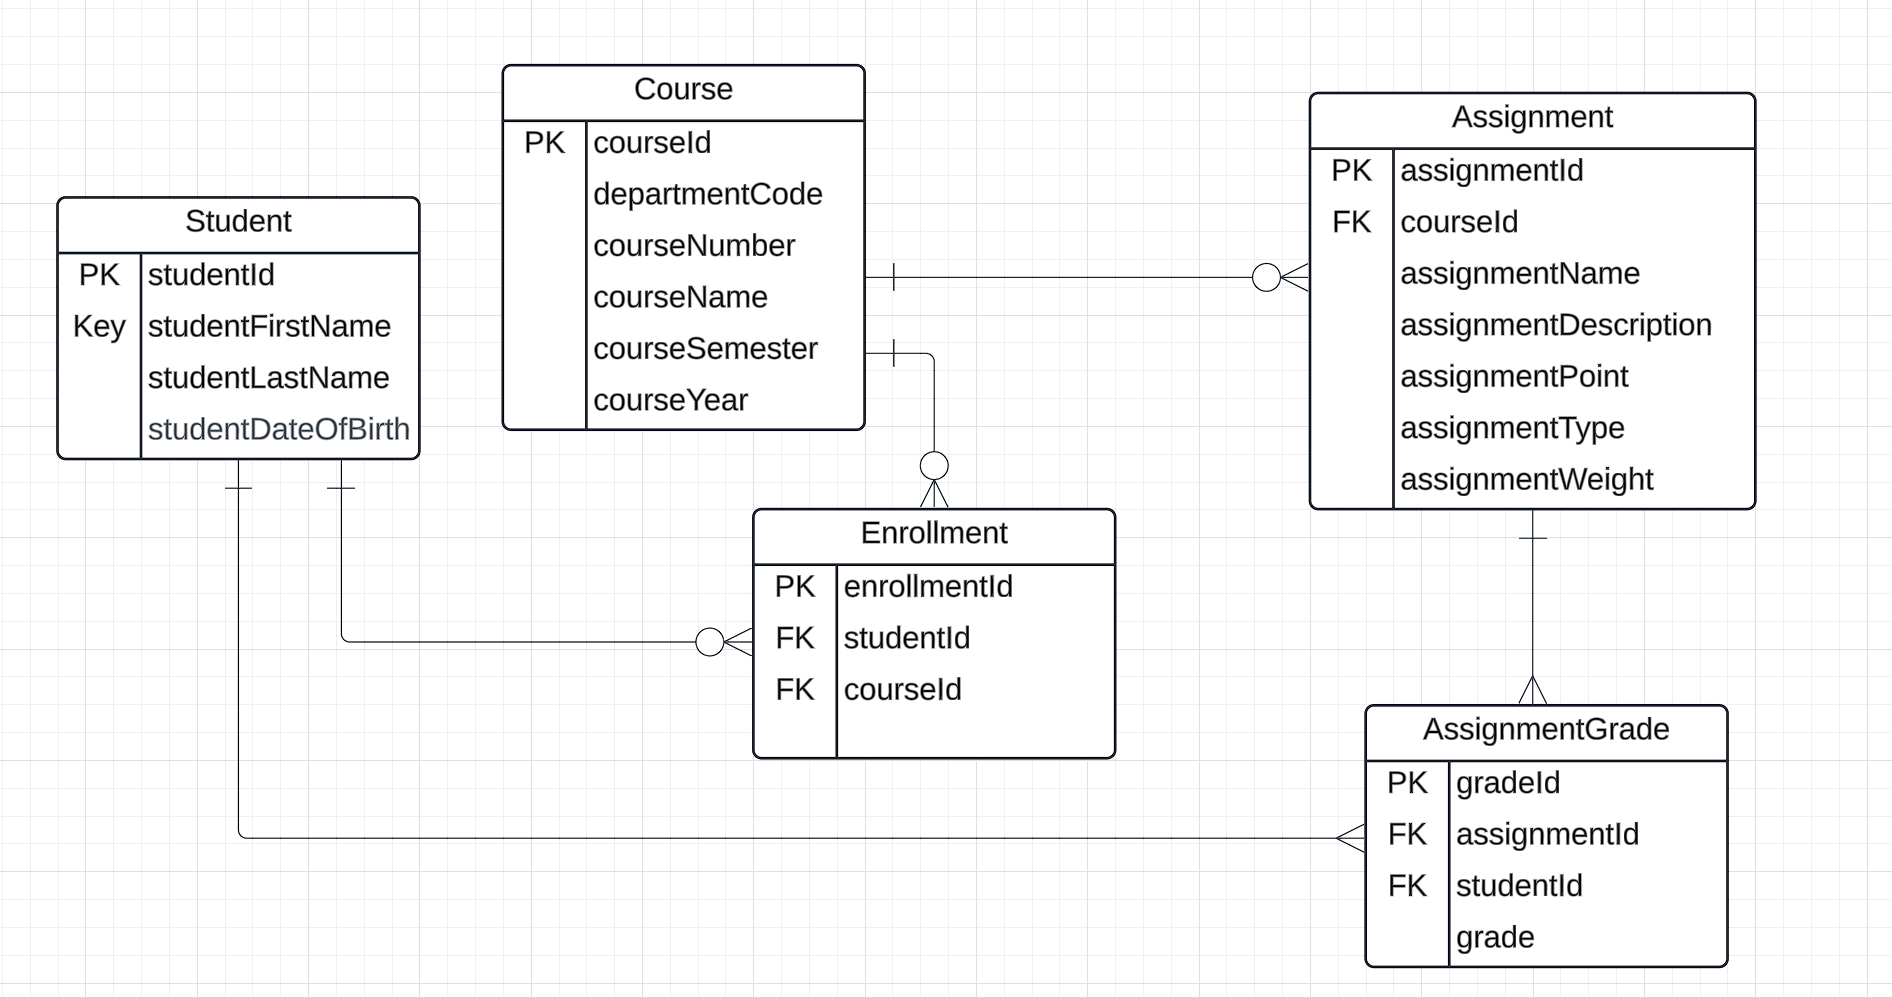 Course
PK courseId
departmentCode
courseNumber
courseName
courseSemester
courseYear
Assignment
PK assignmentId
FK courseId
assignmentName
assignmentDescription
assignmentPoint
assignmentType
assignmentWeight
Student
PK studentId
Key studentFirstName
studentLastName
studentDateOfBirth
Enrollment
PK enrollmentId
FK studentId
FK courseId
AssignmentGrade
PK gradeId
FK assignmentId
FK studentId
grade